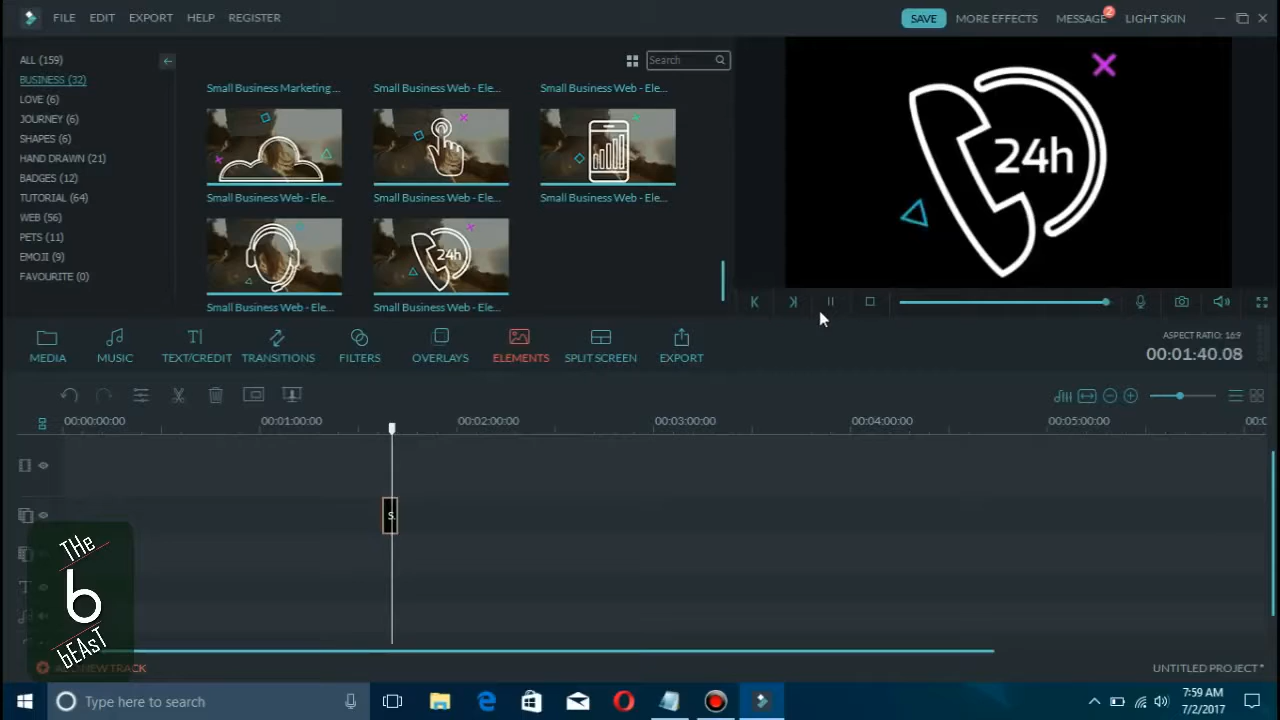 FILE EDIT EXPORT HELP REGISTER SAVE MORE EFFECTS MESSAGE 2 LIGHT SKIN
ALL (159)
BUSINESS (32)
LOVE (6)
JOURNEY (6)
SHAPES (6)
HAND DRAWN (21)
BADGES (12)
TUTORIAL (64)
WEB (56)
PETS (11)
EMOJI (9)
FAVOURITE (0)
Search
Small Business Marketing ... Small Business Web - Ele... Small Business Web - Ele...
Small Business Web - Ele... Small Business Web - Ele... Small Business Web - Ele...
24h
Small Business Web - Ele... Small Business Web - Ele...
24h
MEDIA MUSIC TEXT/CREDIT TRANSITIONS FILTERS OVERLAYS ELEMENTS SPLIT SCREEN EXPORT
ASPECT RATIO: 16:9
00:01:40.08
00:00:00:00 00:01:00:00 00:02:00:00 00:03:00:00 00:04:00:00 00:05:00:00 00:0
S
THe
b
bEAsT
NEW TRACK
UNTITLED PROJECT*
Type here to search
7:59 AM
7/2/2017